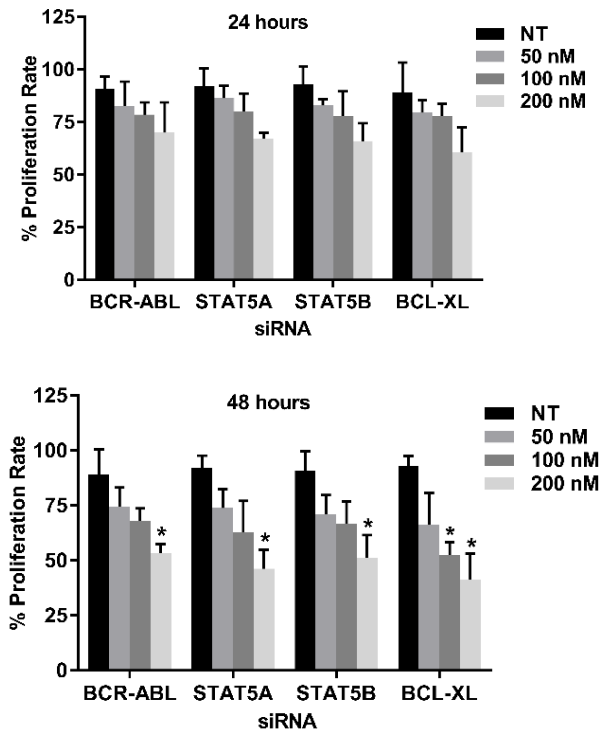 24 hours
NT
50 nM
100 nM
200 nM
% Proliferation Rate
125
100
75
50
25
0
BCR-ABL STAT5A STAT5B BCL-XL
siRNA
48 hours
NT
50 nM
100 nM
200 nM
% Proliferation Rate
125
100
75
50
25
0
* * * * *
BCR-ABL STAT5A STAT5B BCL-XL
siRNA